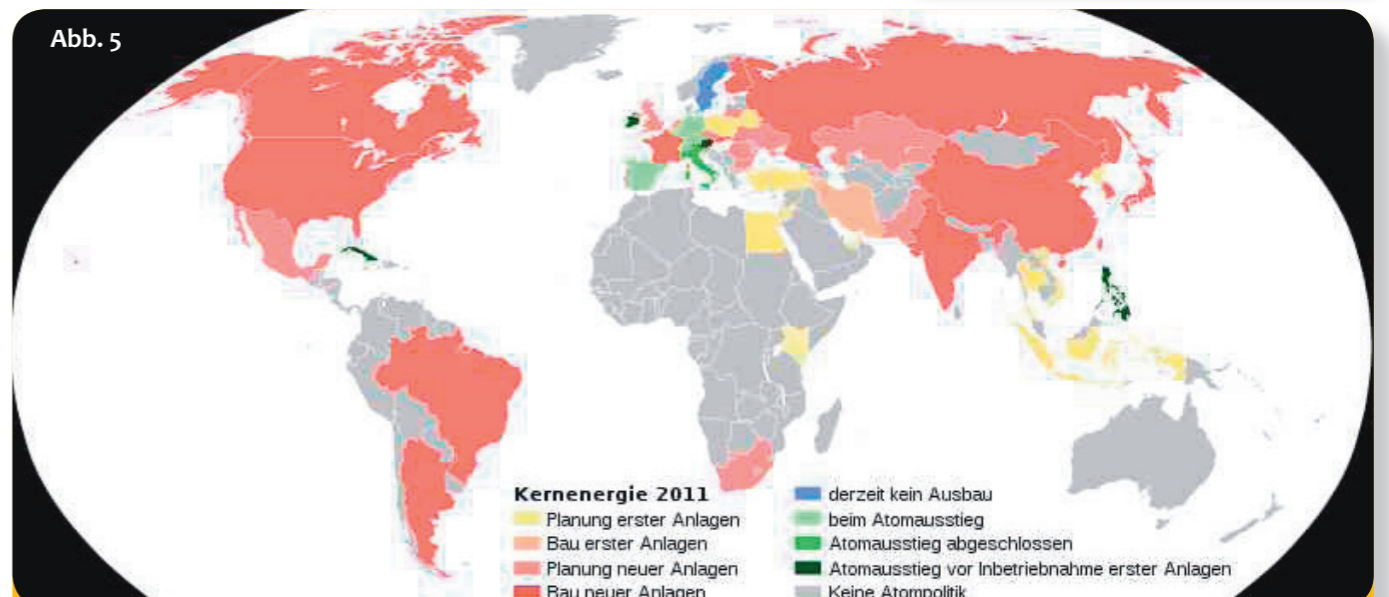 Abb. 5
Kernenergie 2011
Planung erster Anlagen
Bau erster Anlagen
Planung neuer Anlagen
Bau neuer Anlagen
derzeit kein Ausbau
beim Atomausstieg
Atomausstieg abgeschlossen
Atomausstieg vor Inbetriebnahme erster Anlagen
Keine Atompolitik